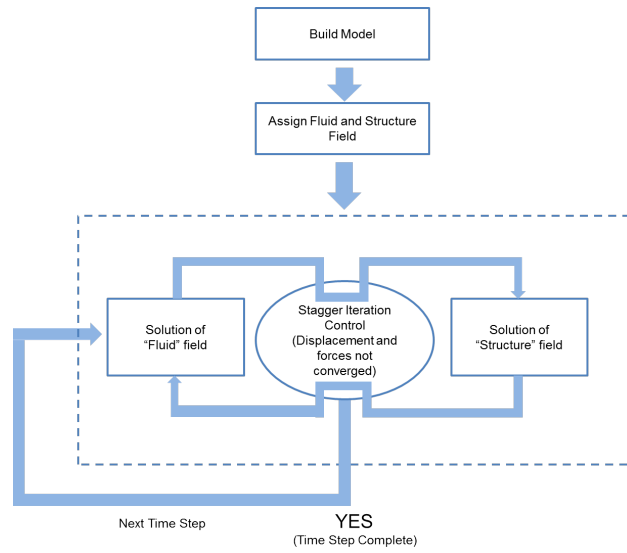 Build Model
Assign Fluid and Structure
Field
Stagger Iteration
Control
(Displacement and
forces not
converged)
Solution of
“Fluid” field
Solution of
“Structure” field
Next Time Step
YES
(Time Step Complete)